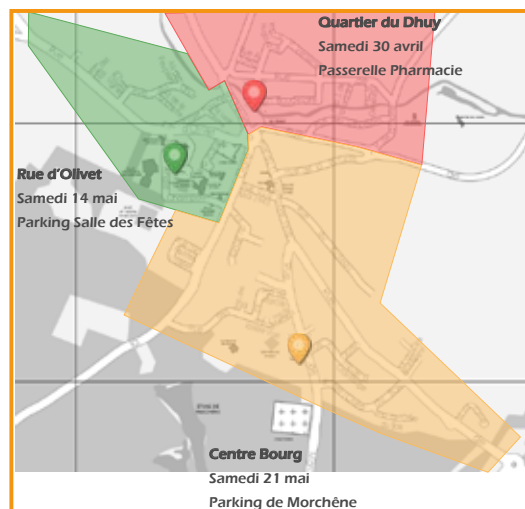 Quartier du Dhuy
Samedi 30 avril
Passerelle Pharmacie
Rue d'Olivet
Samedi 14 mai
Parking Salle des Fêtes
Centre Bourg
Samedi 21 mai
Parking de Morchêne